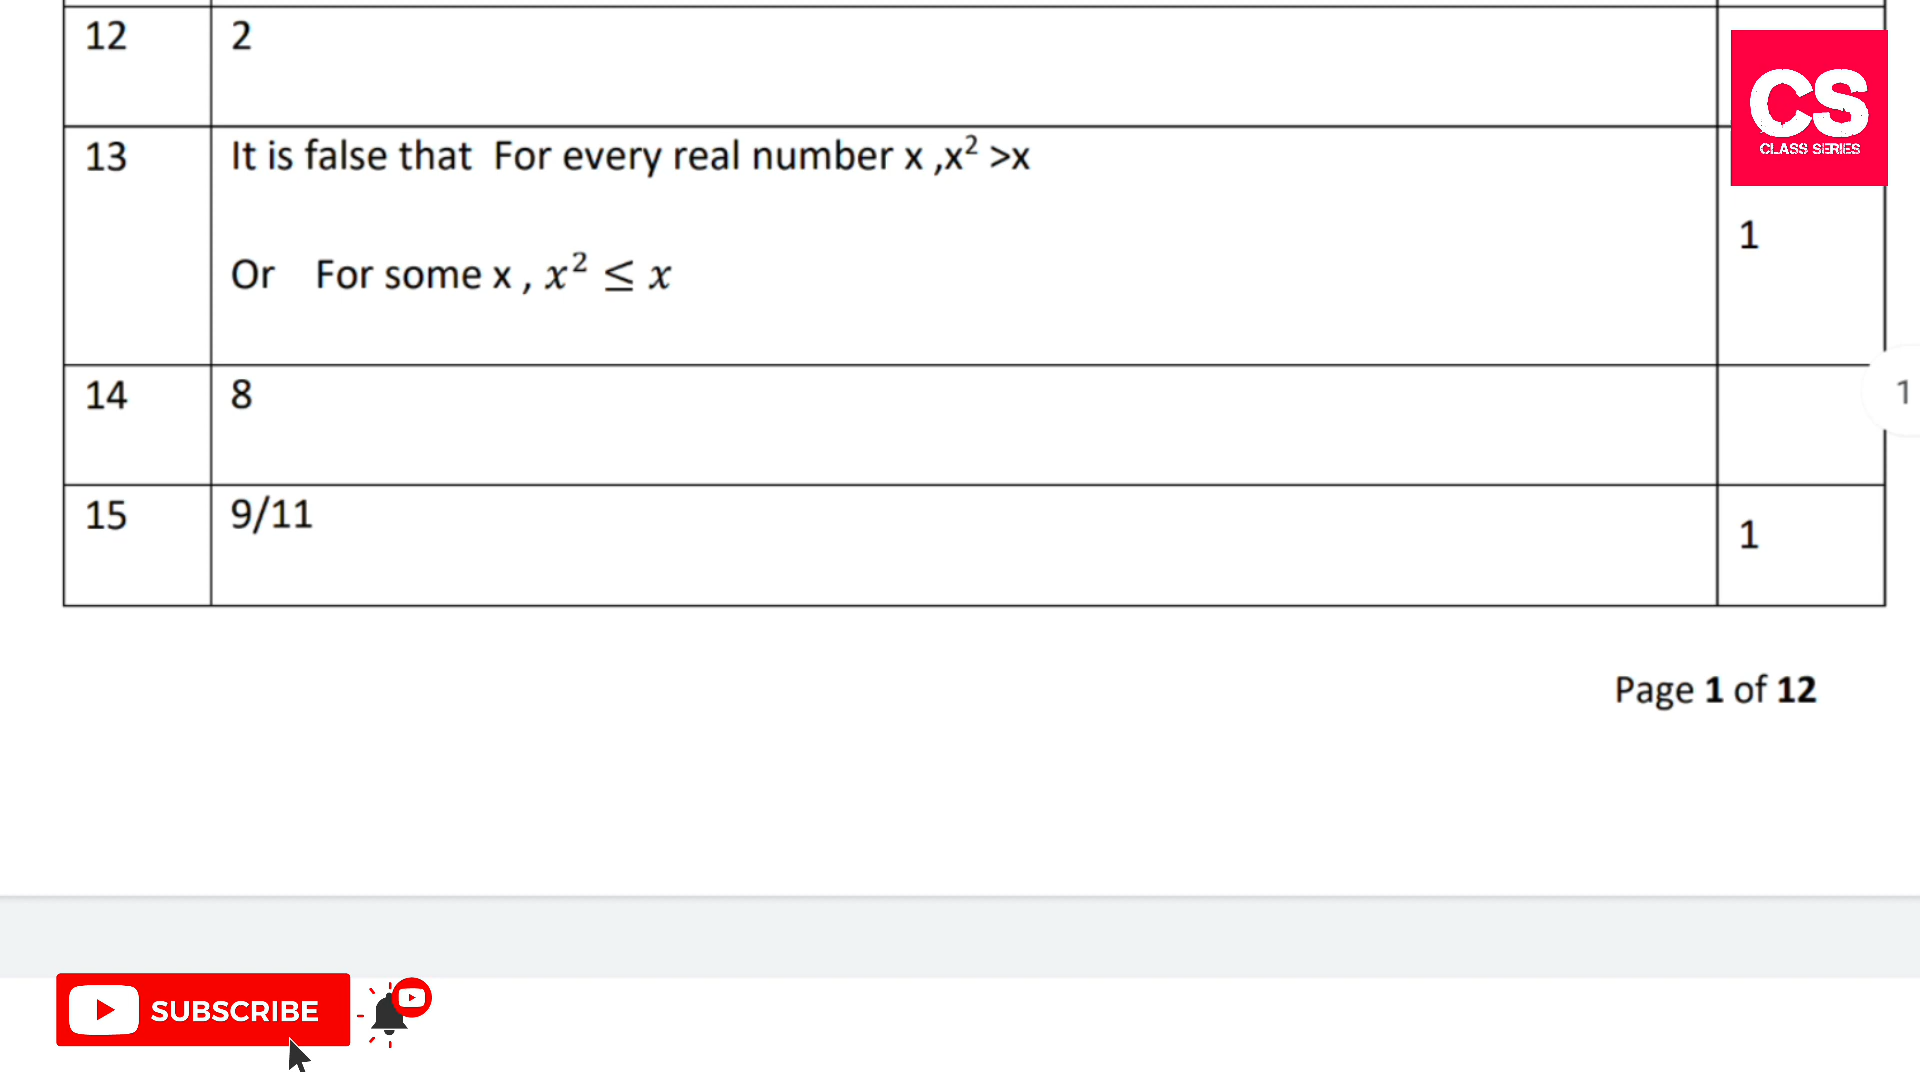 12 2
CS
CLASS SERIES
13 It is false that For every real number x ,x² >x
1
Or For some x , x² ≤ x
14 8
1
15 9/11
1
Page 1 of 12
SUBSCRIBE